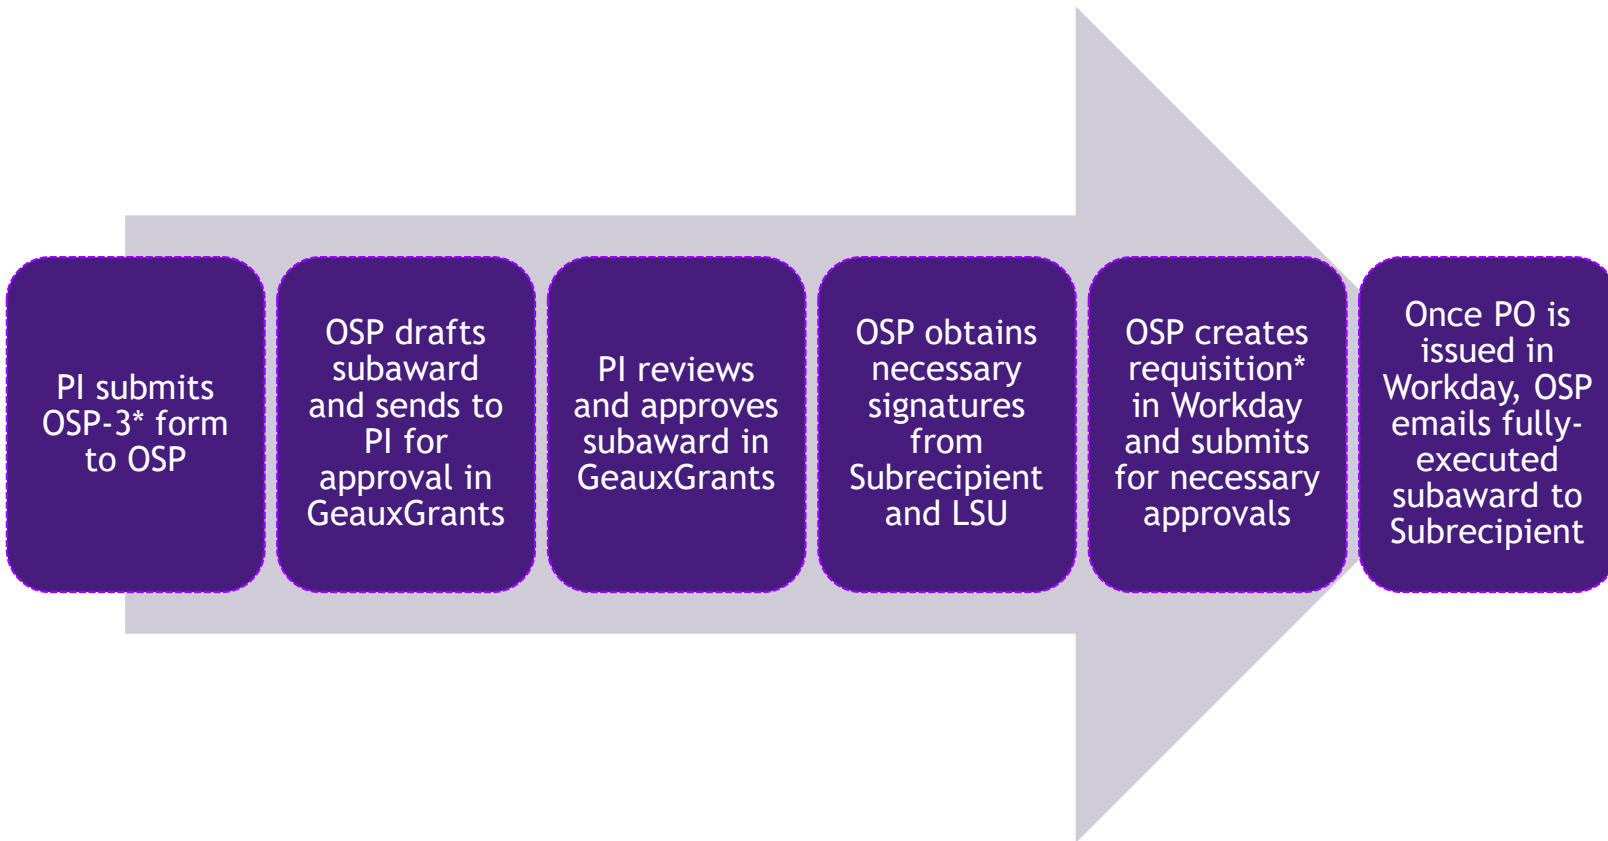 PI submits
OSP-3* form
to OSP
OSP drafts
subaward
and sends to
PI for
approval in
GeauxGrants
PI reviews
and approves
subaward in
GeauxGrants
OSP obtains
necessary
signatures
from
Subrecipient
and LSU
OSP creates
requisition*
in Workday
and submits
for necessary
approvals
Once PO is
issued in
Workday, OSP
emails fully-
executed
subaward to
Subrecipient